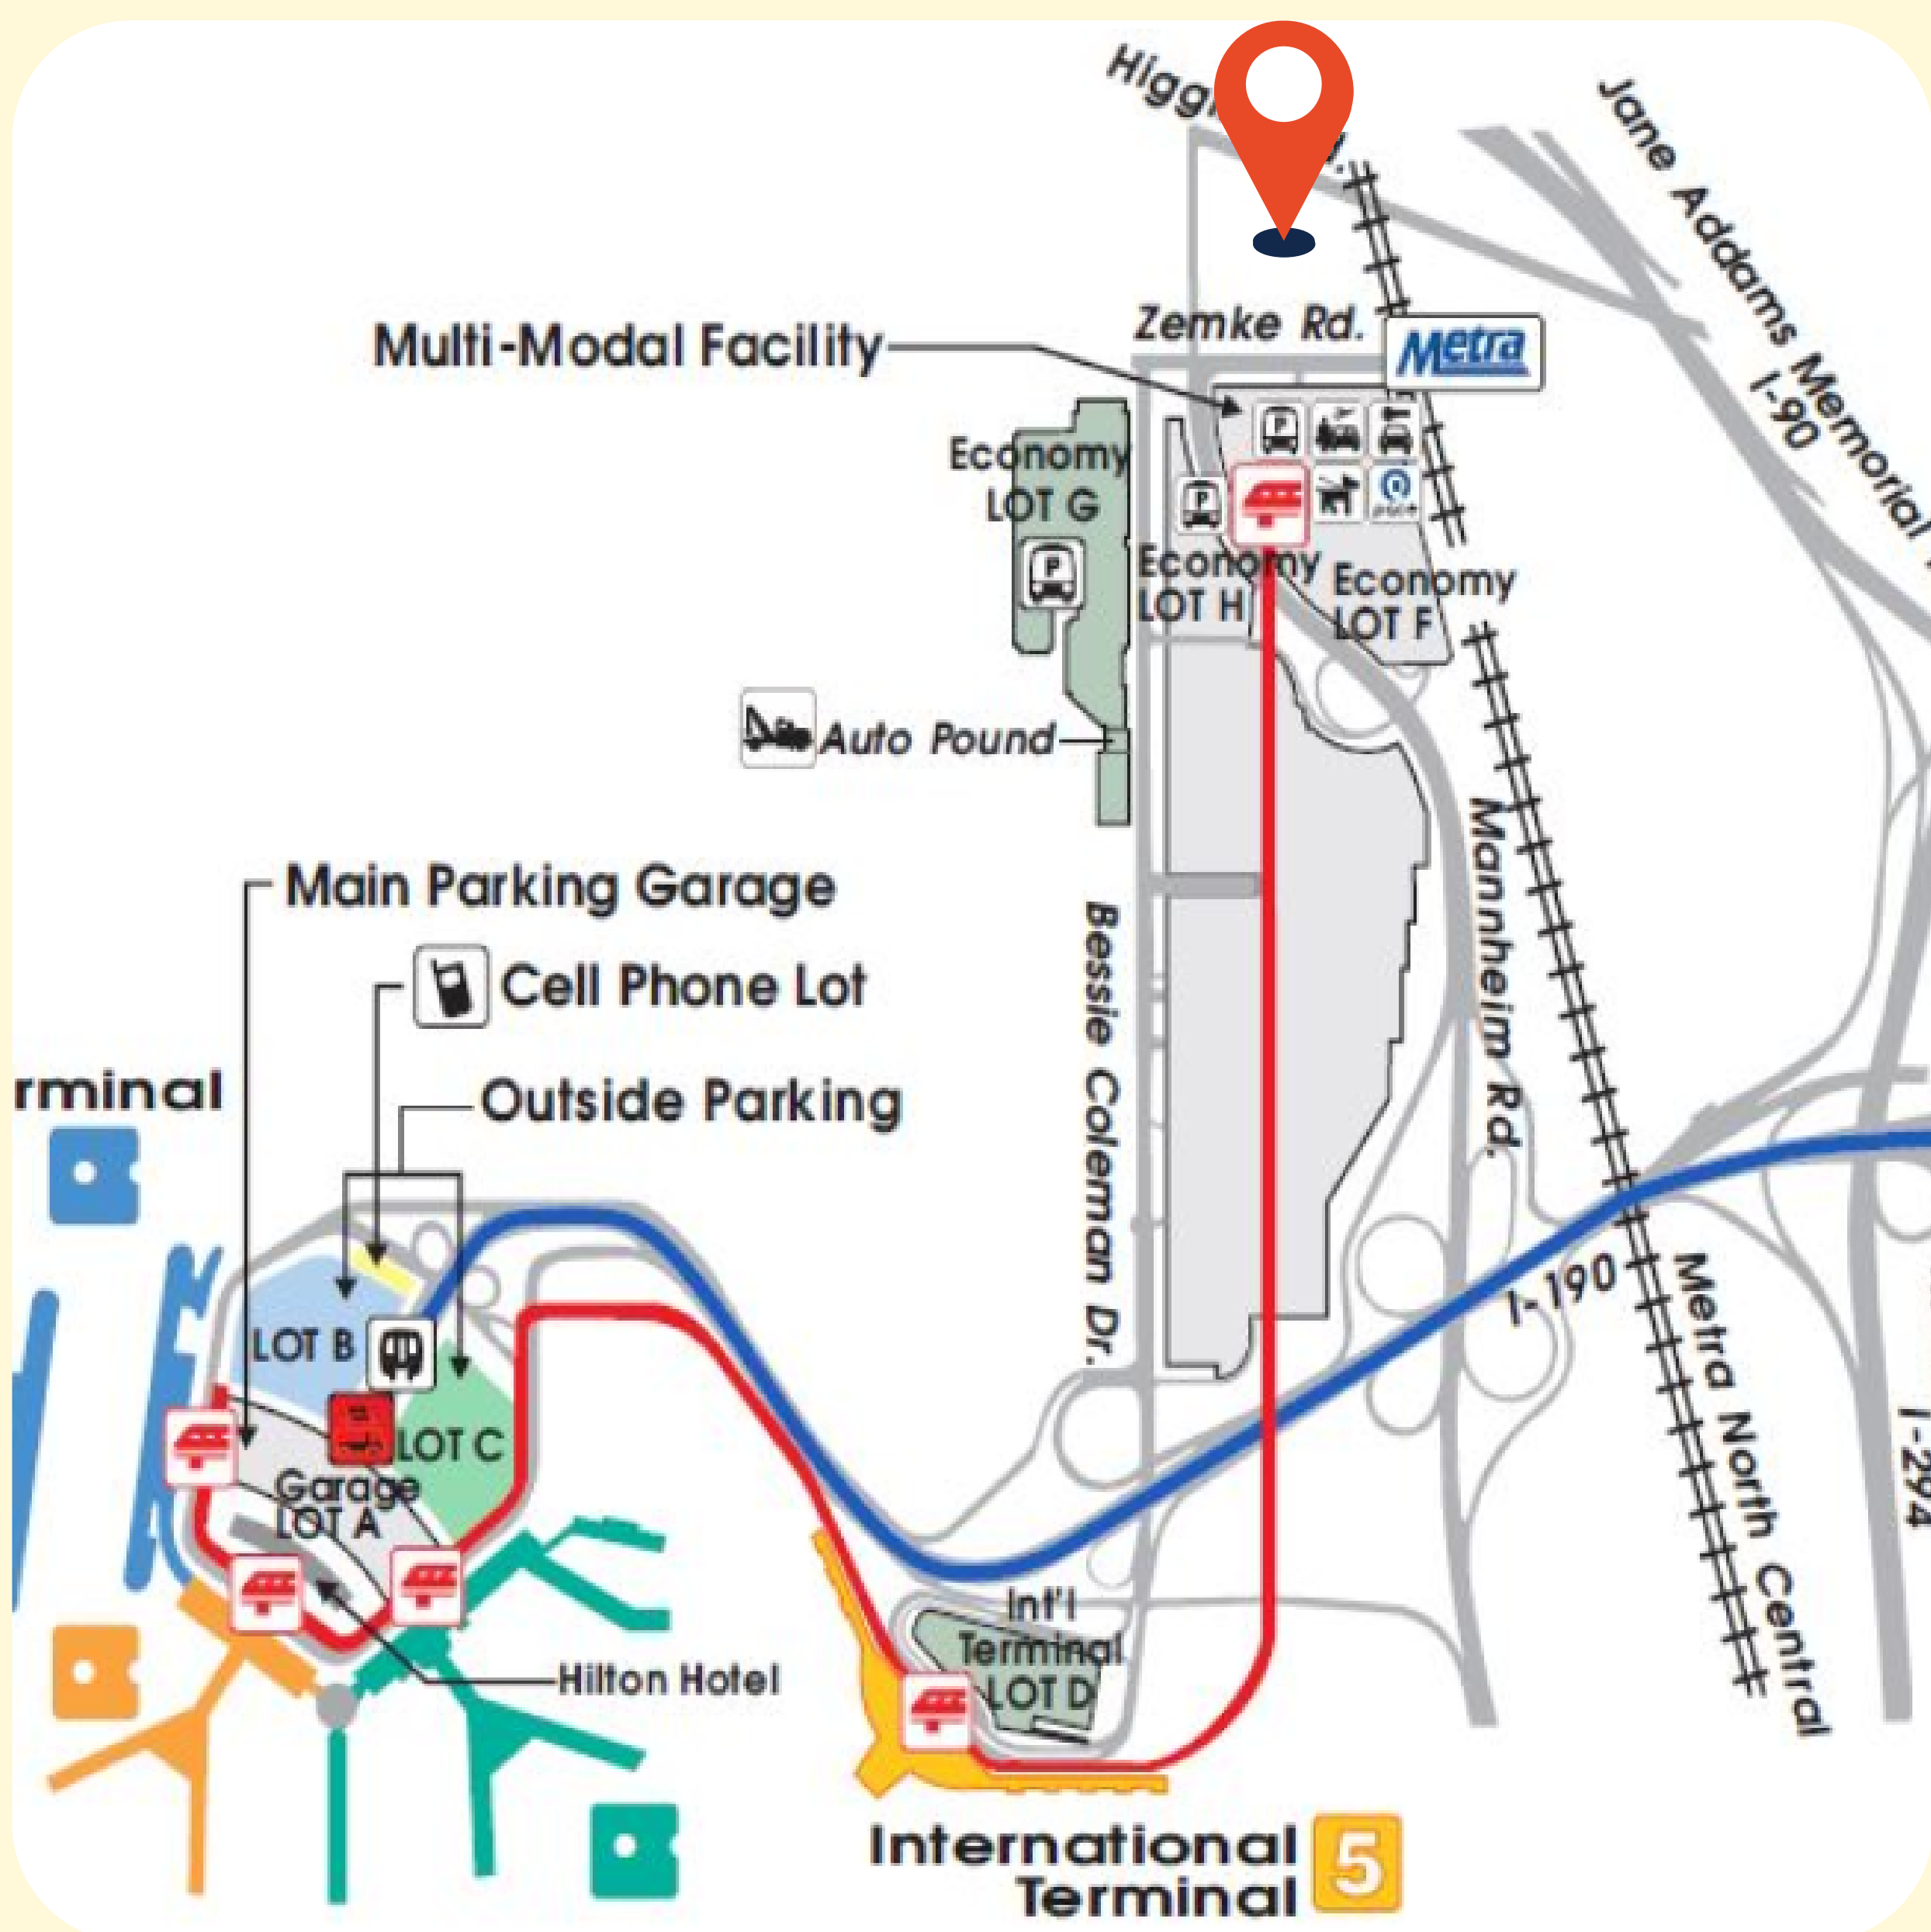 Jane Addams Memorial
I-90
Zemke Rd.
Metra
Multi-Modal Facility
Economy
LOT G
P
P
P
Economy
LOT H
Economy
LOT F
Auto Pound
Mannheim Rd.
Bessie Coleman Dr.
Main Parking Garage
Cell Phone Lot
Outside Parking
rminal
LOT B
LOT C
Garage
LOT A
I-190
Metra North Central
I-294
Int'l
Terminal
LOT D
Hilton Hotel
International
Terminal
5